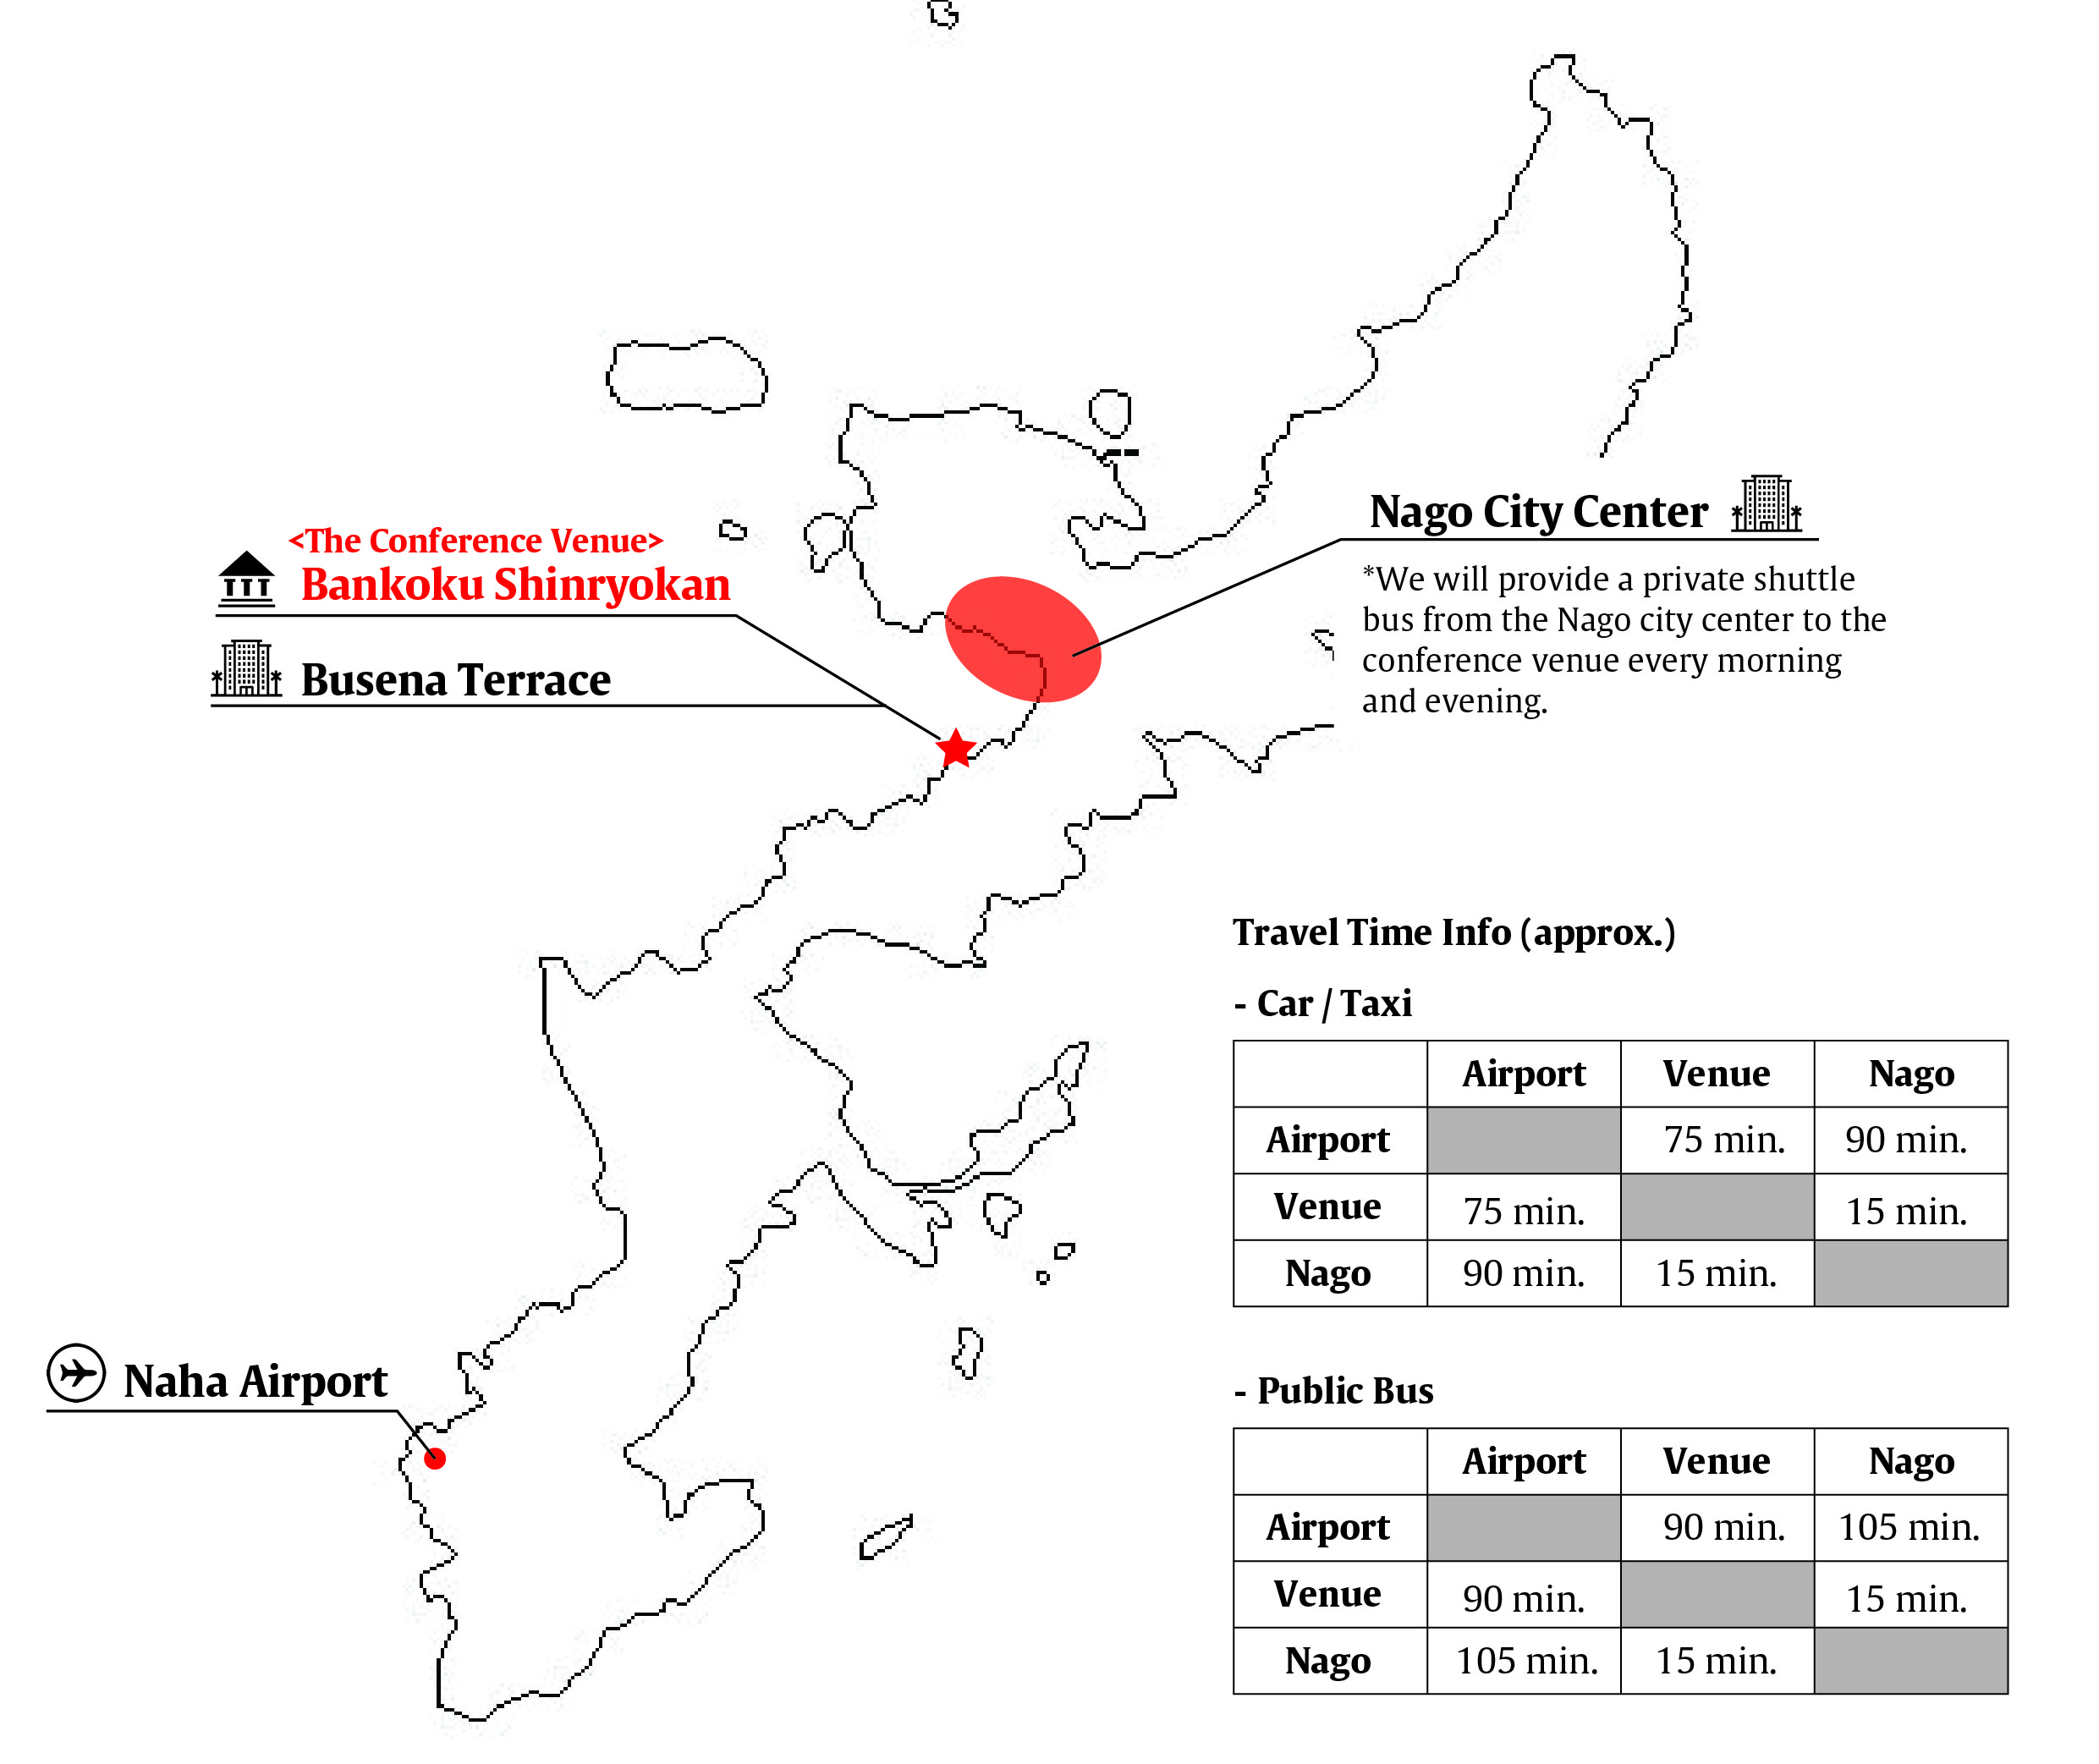 <The Conference Venue>
Bankoku Shinryokan
Busena Terrace
Nago City Center
*We will provide a private shuttle
bus from the Nago city center to the
conference venue every morning
and evening.
Naha Airport
Travel Time Info (approx.)
- Car / Taxi
Airport Venue Nago
Airport 75 min. 90 min.
Venue 75 min. 15 min.
Nago 90 min. 15 min.
- Public Bus
Airport Venue Nago
Airport 90 min. 105 min.
Venue 90 min. 15 min.
Nago 105 min. 15 min.